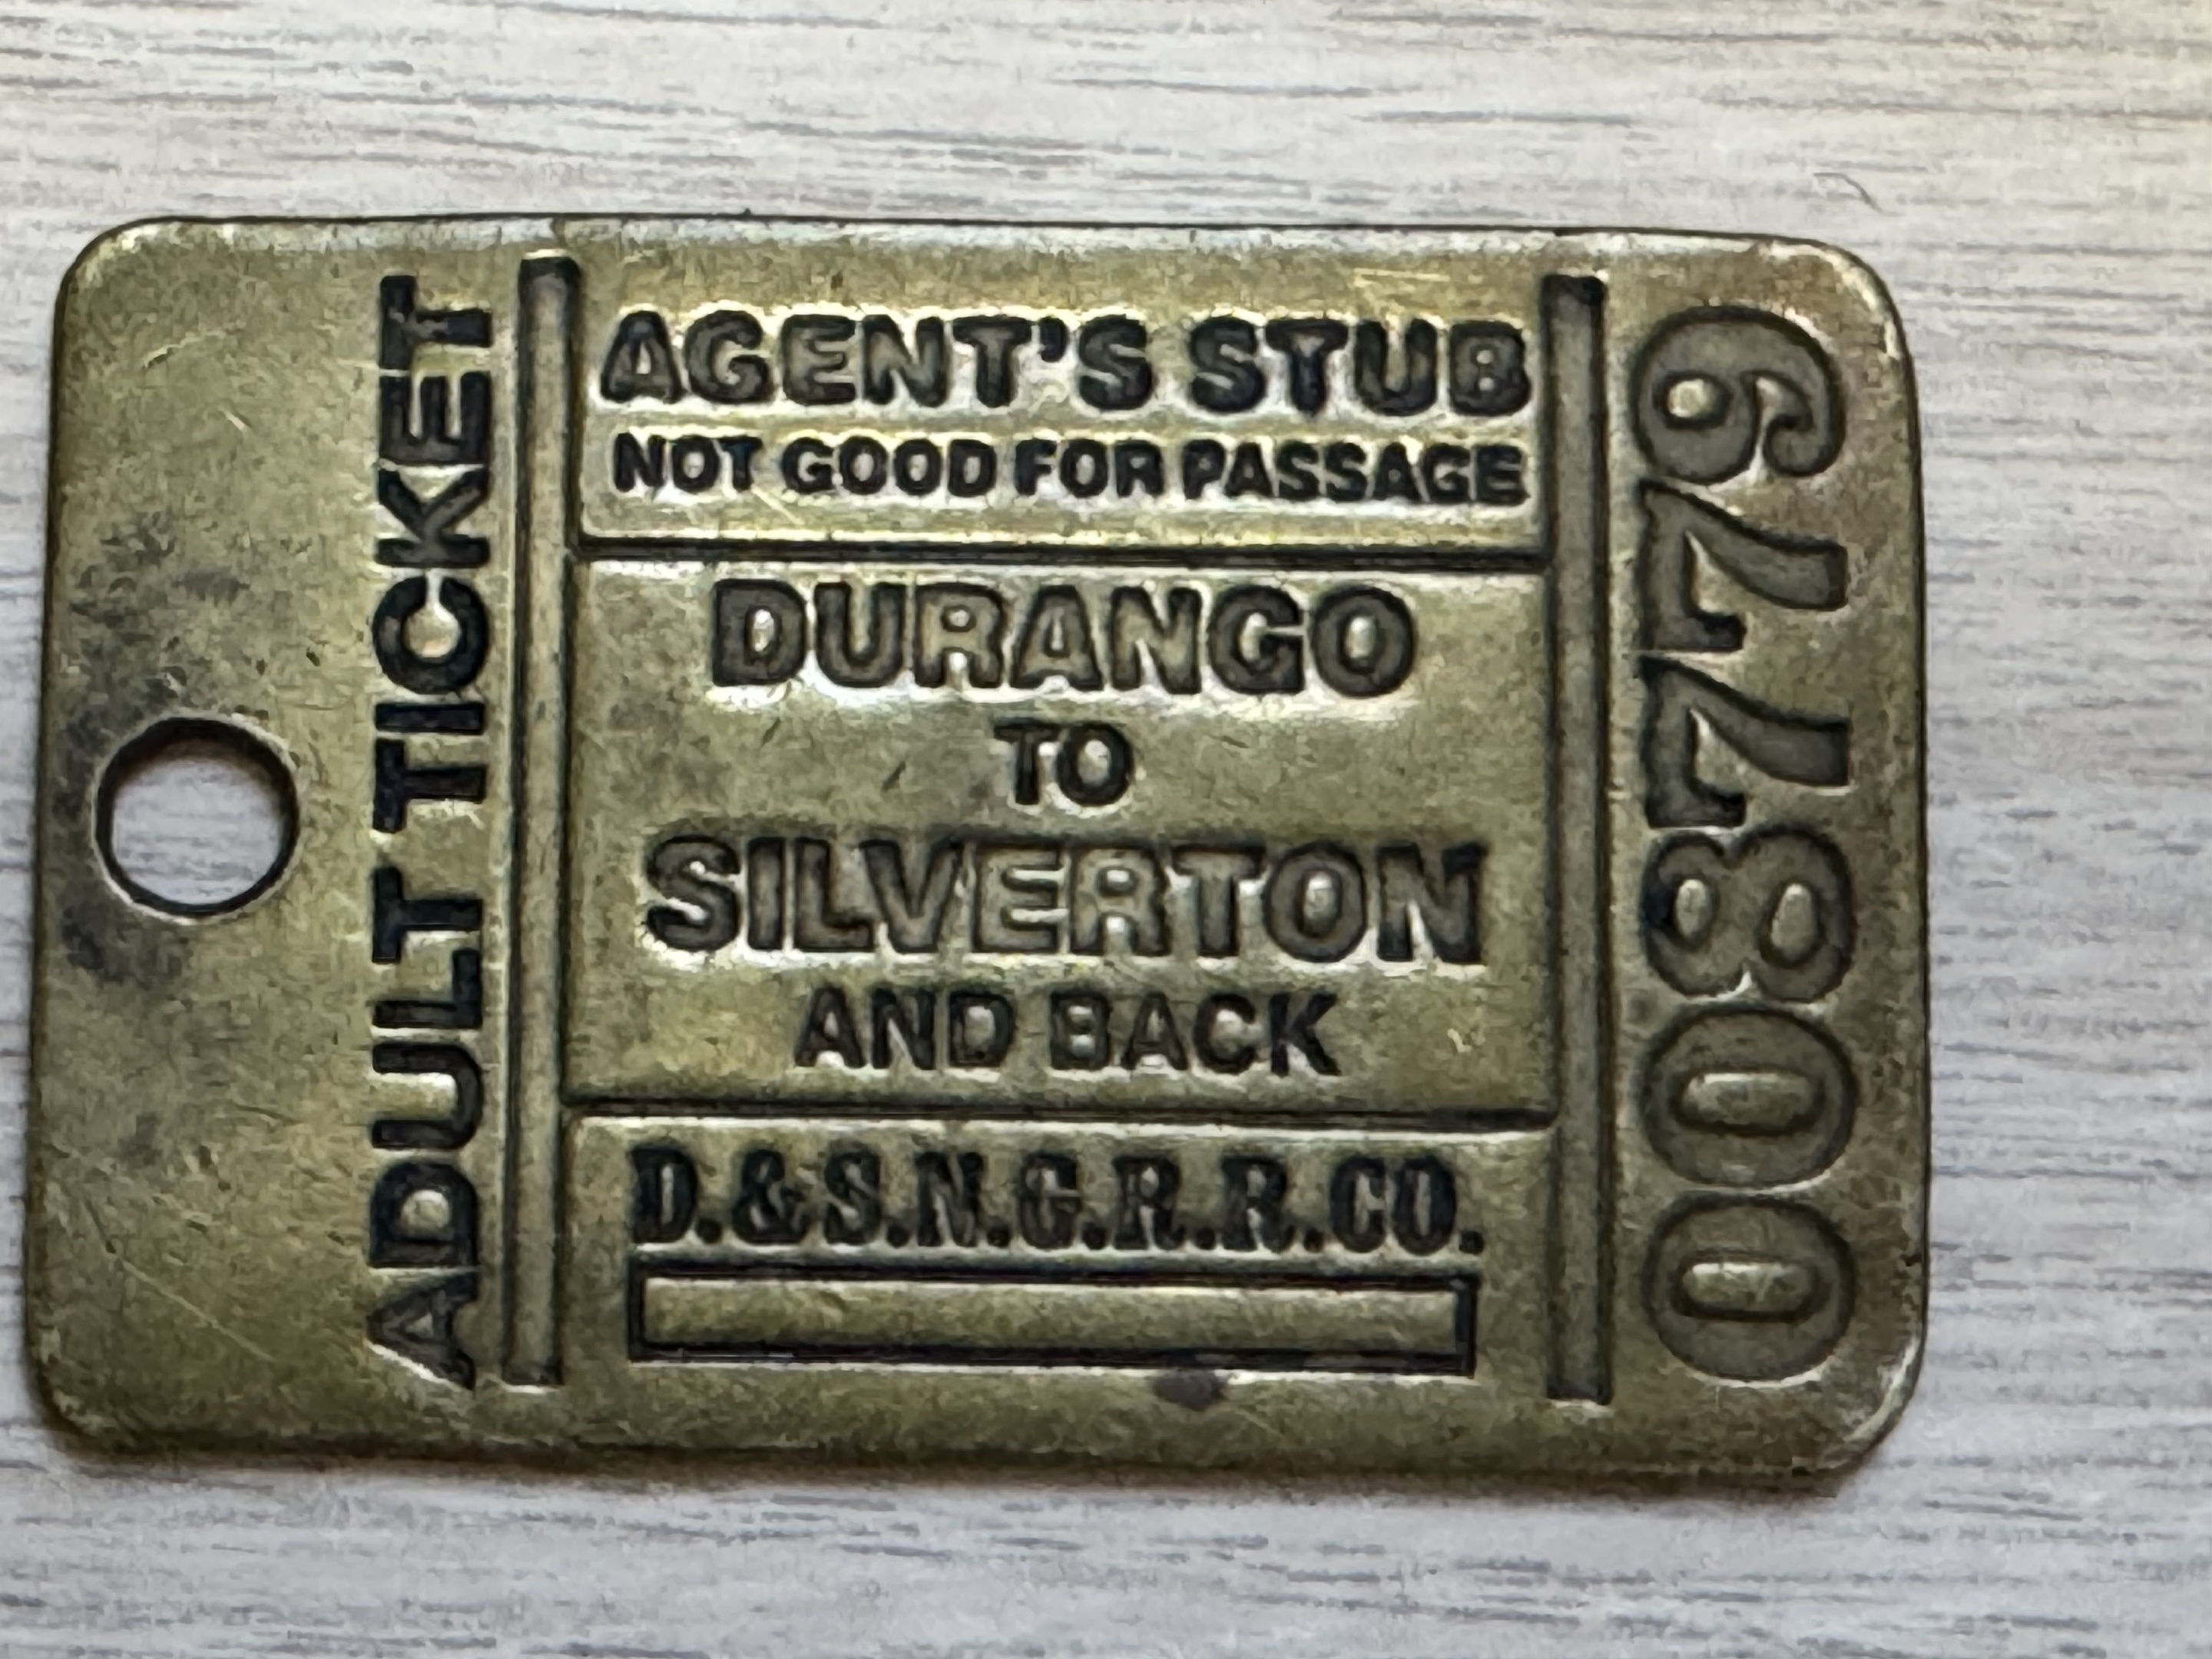 ADULT TICKET
AGENT'S STUB
NOT GOOD FOR PASSAGE
DURANGO
TO
SILVERTON
AND BACK
D.&S.N.G.R.R.CO.
008779